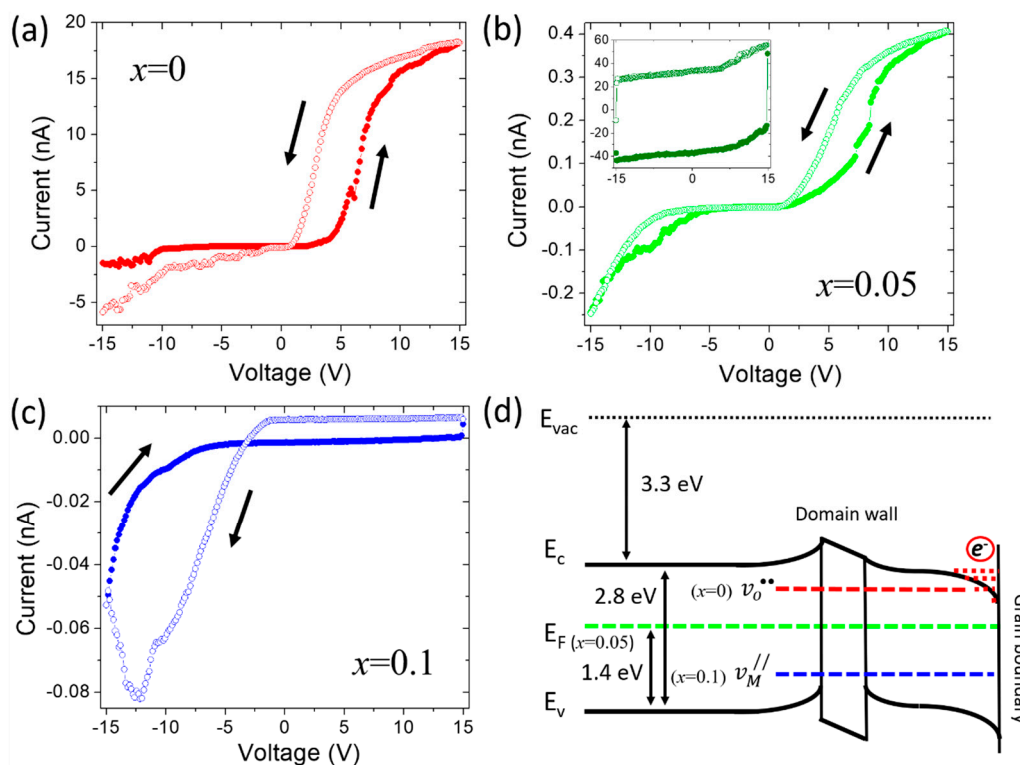 (a)
x=0
Current (nA)
20
15
10
5
0
-5
-15 -10 -5 0 5 10 15
Voltage (V)
(b)
x=0.05
Current (nA)
0.4
0.3
0.2
0.1
0.0
-0.1
-0.2
60
40
20
0
-20
-40
-15 0 15
-15 -10 -5 0 5 10 15
Voltage (V)
(c)
x=0.1
Current (nA)
0.00
-0.02
-0.04
-0.06
-0.08
-15 -10 -5 0 5 10 15
Voltage (V)
(d)
Evac
3.3 eV
Domain wall
e-
Ec
2.8 eV
(x=0) vo••
EF (x=0.05)
1.4 eV
(x=0.1) vM//
Ev
Grain boundary